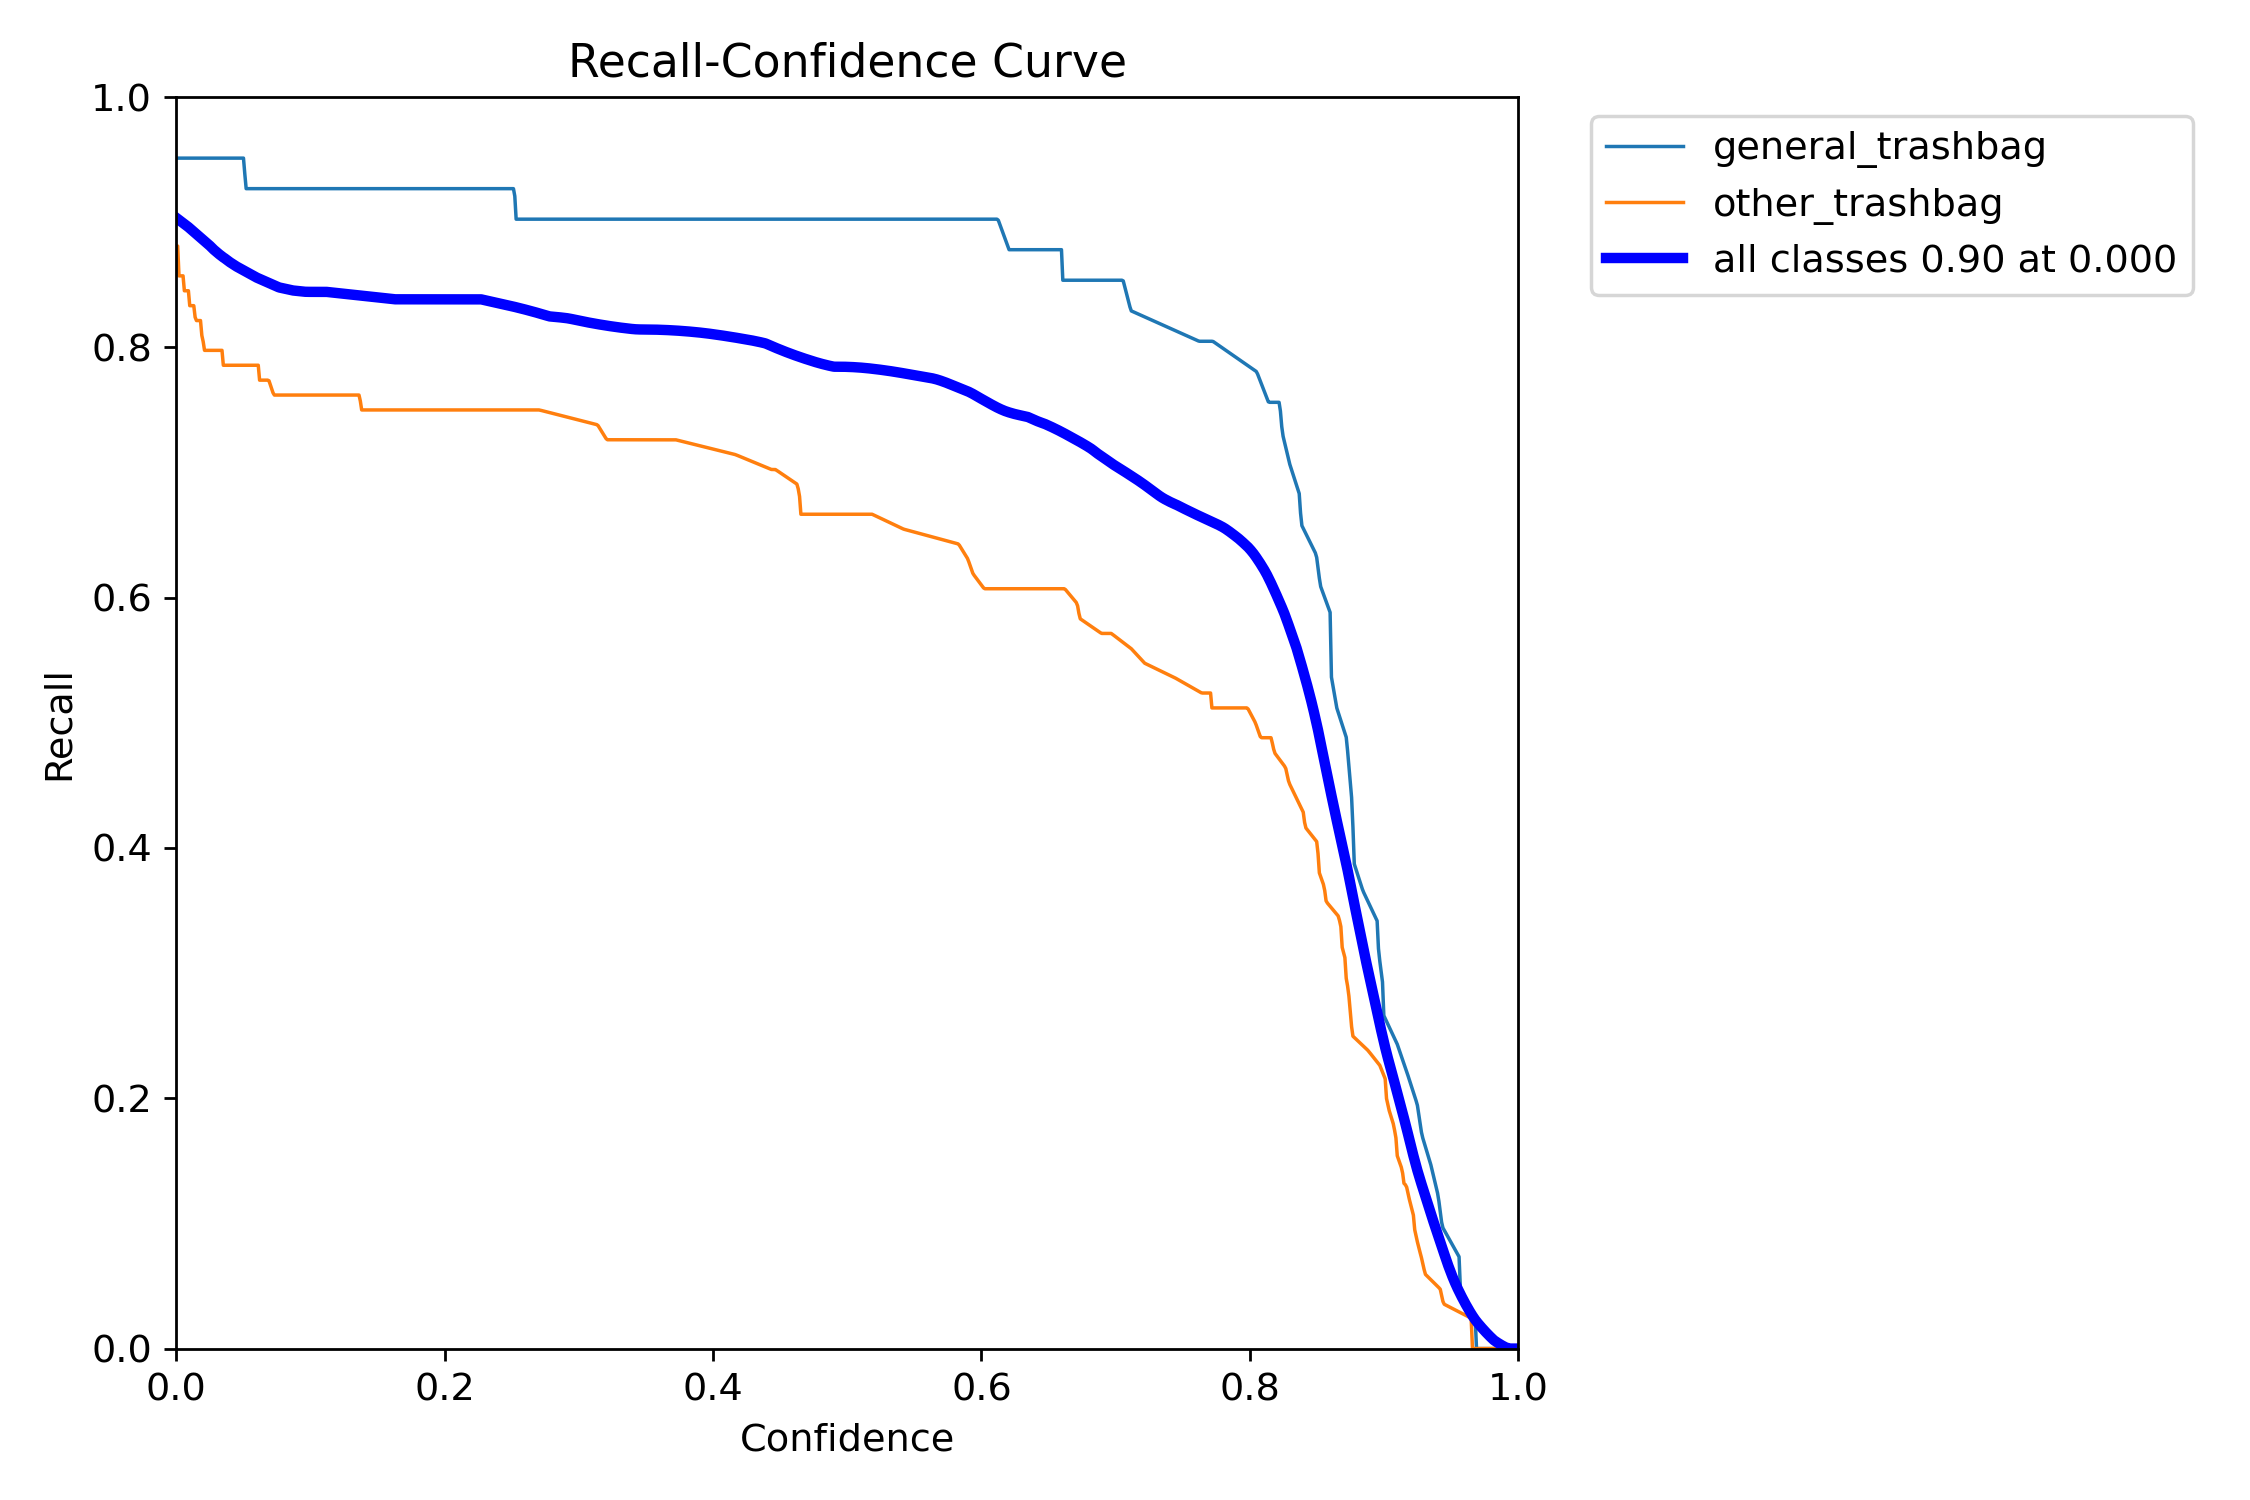 Recall-Confidence Curve
1.0
0.8
0.6
0.4
0.2
0.0
Recall
0.0 0.2 0.4 0.6 0.8 1.0
Confidence
general_trashbag
other_trashbag
all classes 0.90 at 0.000